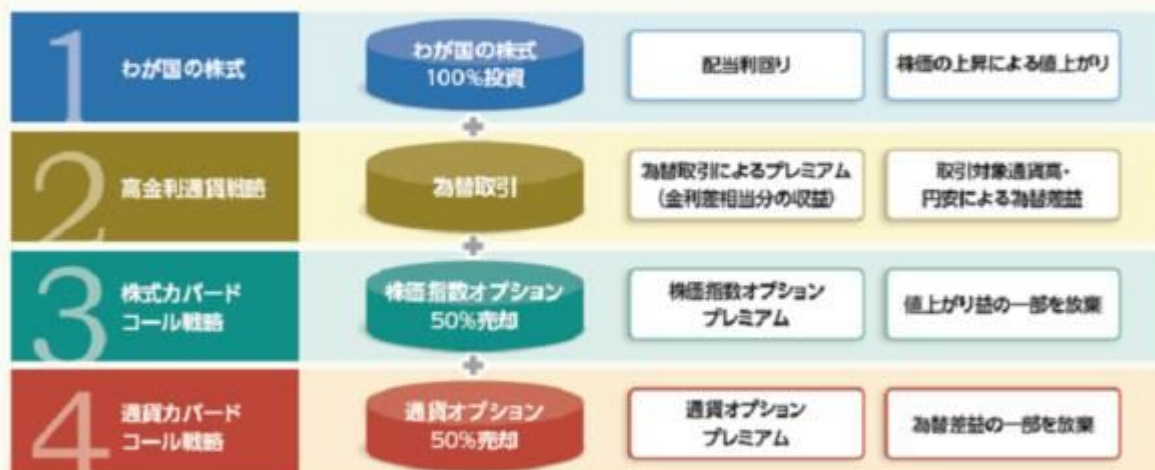 1
わが国の株式
わが国の株式
100%投資
配当利回り
株価の上昇による値上がり
+
2
高金利通貨戦略
為替取引
為替取引によるプレミアム
(金利差相当分の収益)
取引対象通貨高・
円安による為替差益
+
3
株式カバード
コール戦略
株価指数オプション
50%売却
株価指数オプション
プレミアム
値上がり益の一部を放棄
+
4
通貨カバード
コール戦略
通貨オプション
50%売却
通貨オプション
プレミアム
為替差益の一部を放棄